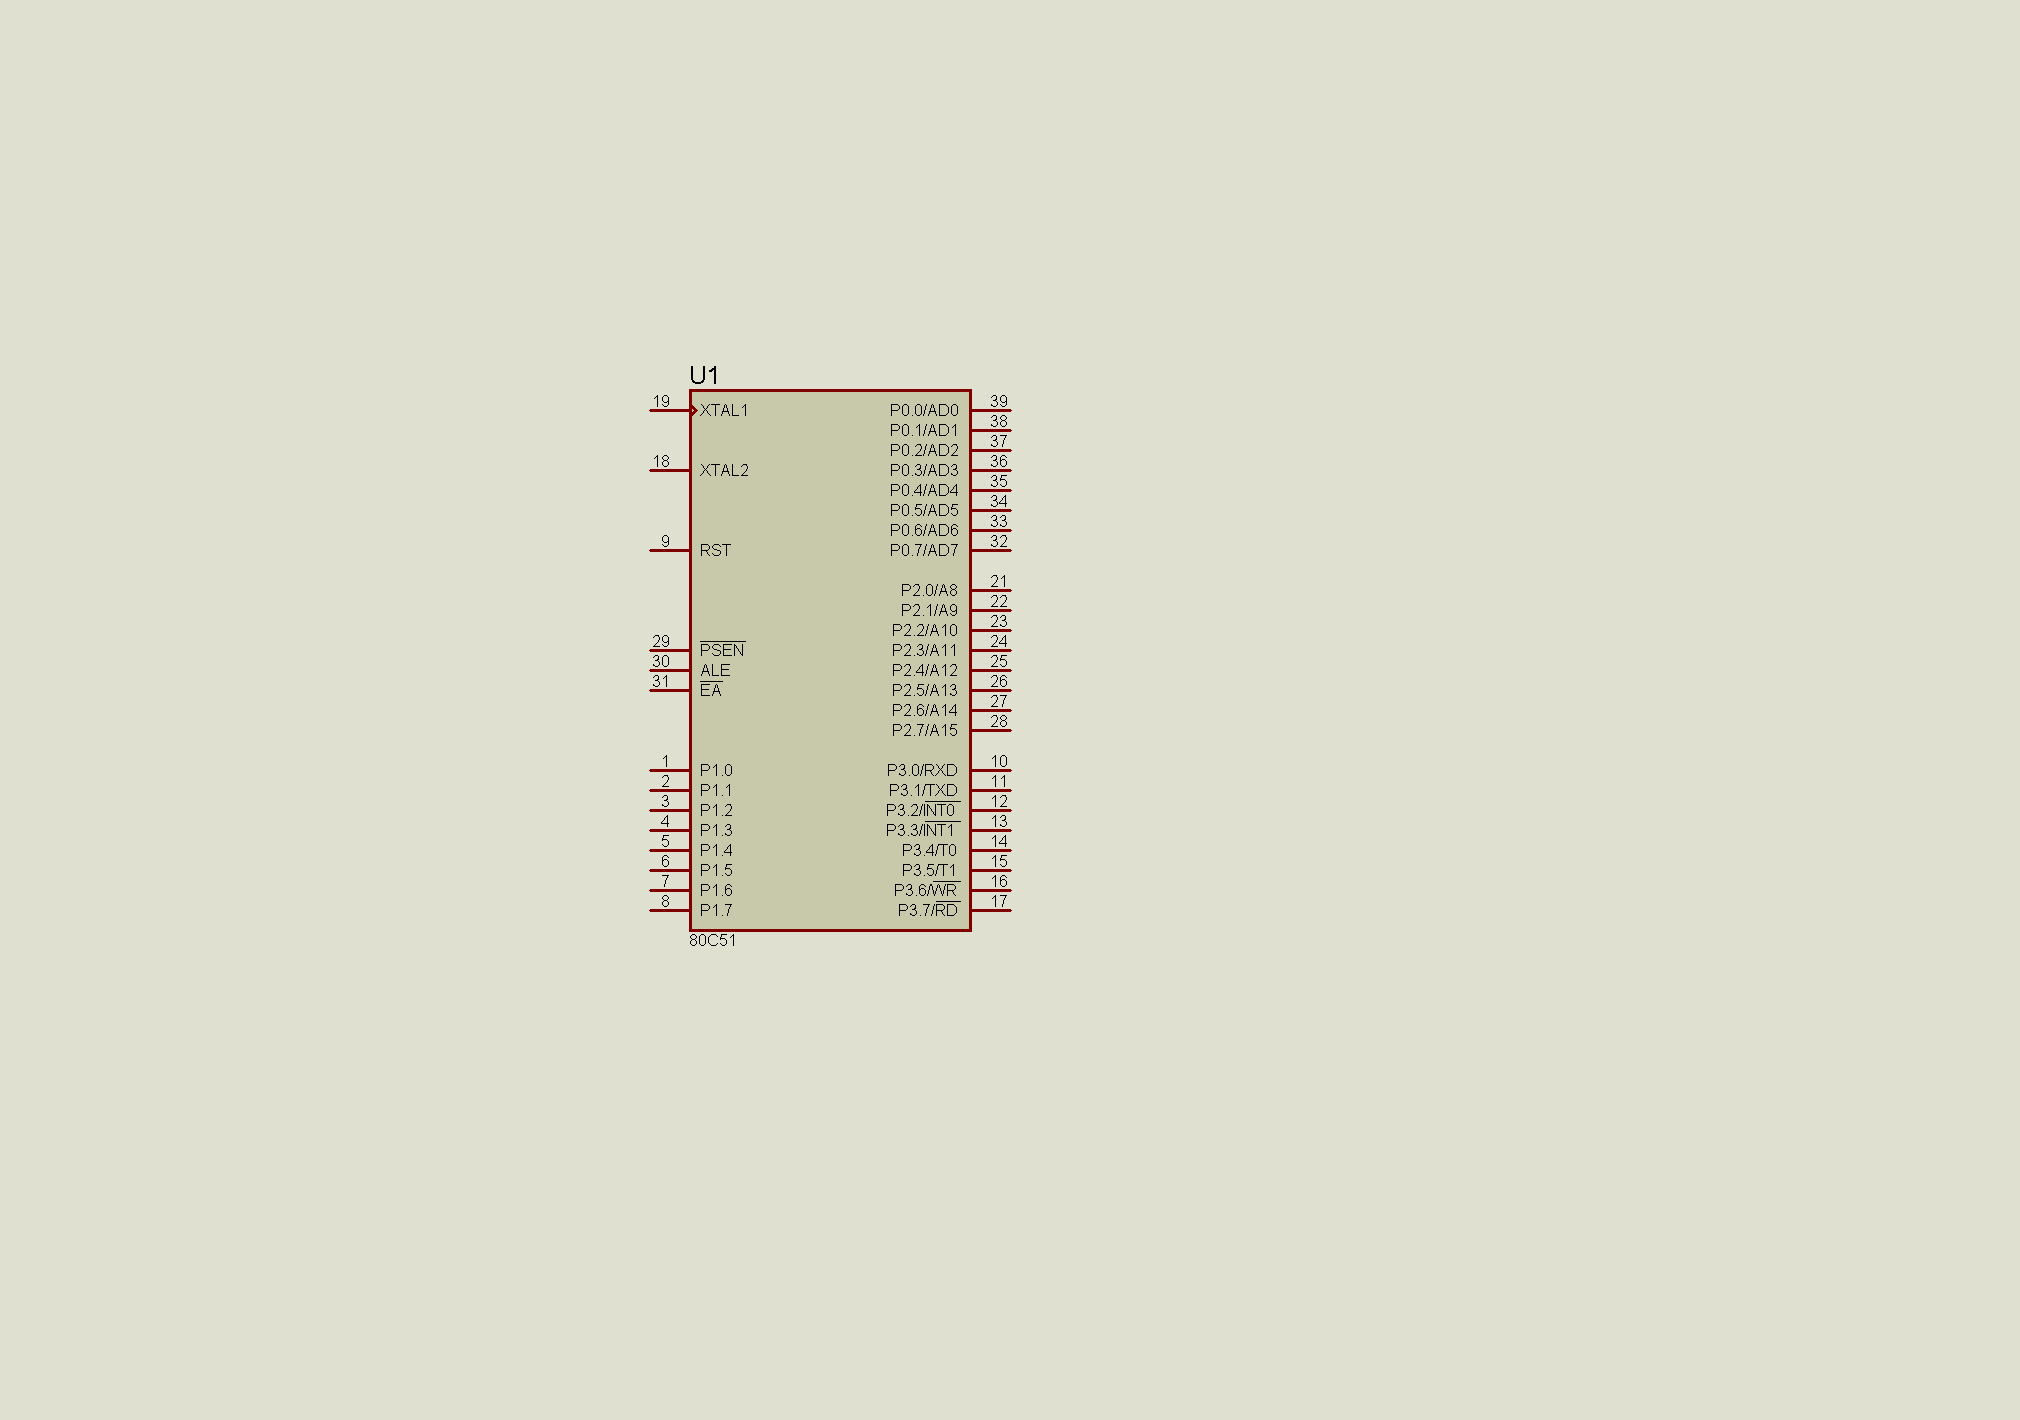 U1
19 XTAL1 P0.0/AD0 39
P0.1/AD1 38
P0.2/AD2 37
18 XTAL2 P0.3/AD3 36
P0.4/AD4 35
P0.5/AD5 34
P0.6/AD6 33
9 RST P0.7/AD7 32
P2.0/A8 21
P2.1/A9 22
P2.2/A10 23
29 PSEN P2.3/A11 24
30 ALE P2.4/A12 25
31 EA P2.5/A13 26
P2.6/A14 27
P2.7/A15 28
1 P1.0 P3.0/RXD 10
2 P1.1 P3.1/TXD 11
3 P1.2 P3.2/INT0 12
4 P1.3 P3.3/INT1 13
5 P1.4 P3.4/T0 14
6 P1.5 P3.5/T1 15
7 P1.6 P3.6/WR 16
8 P1.7 P3.7/RD 17
80C51